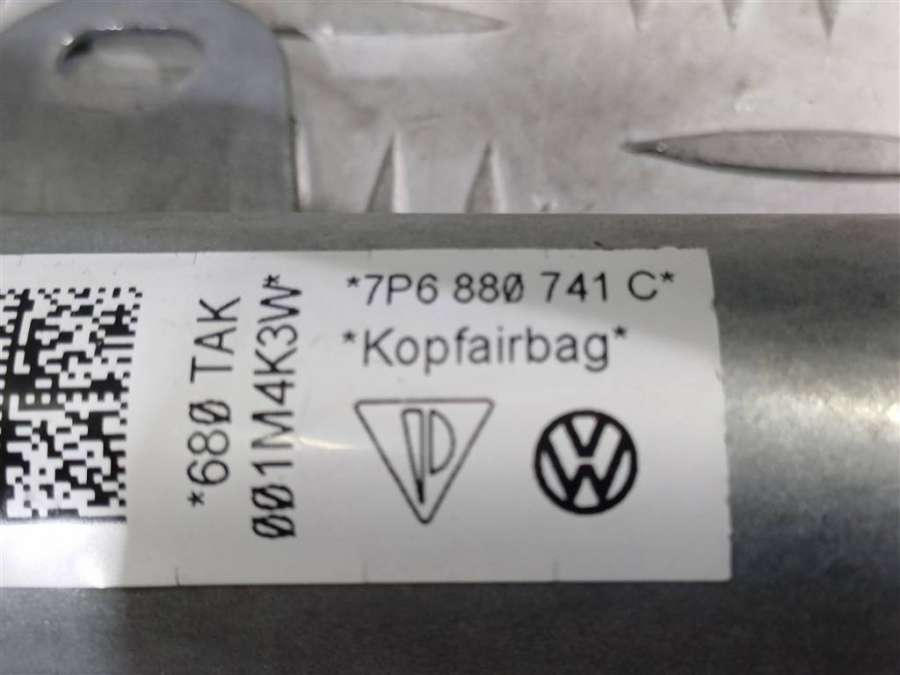 *7P6 880 741 C*
*Kopfairbag*
*680 TAK
001M4K3W*